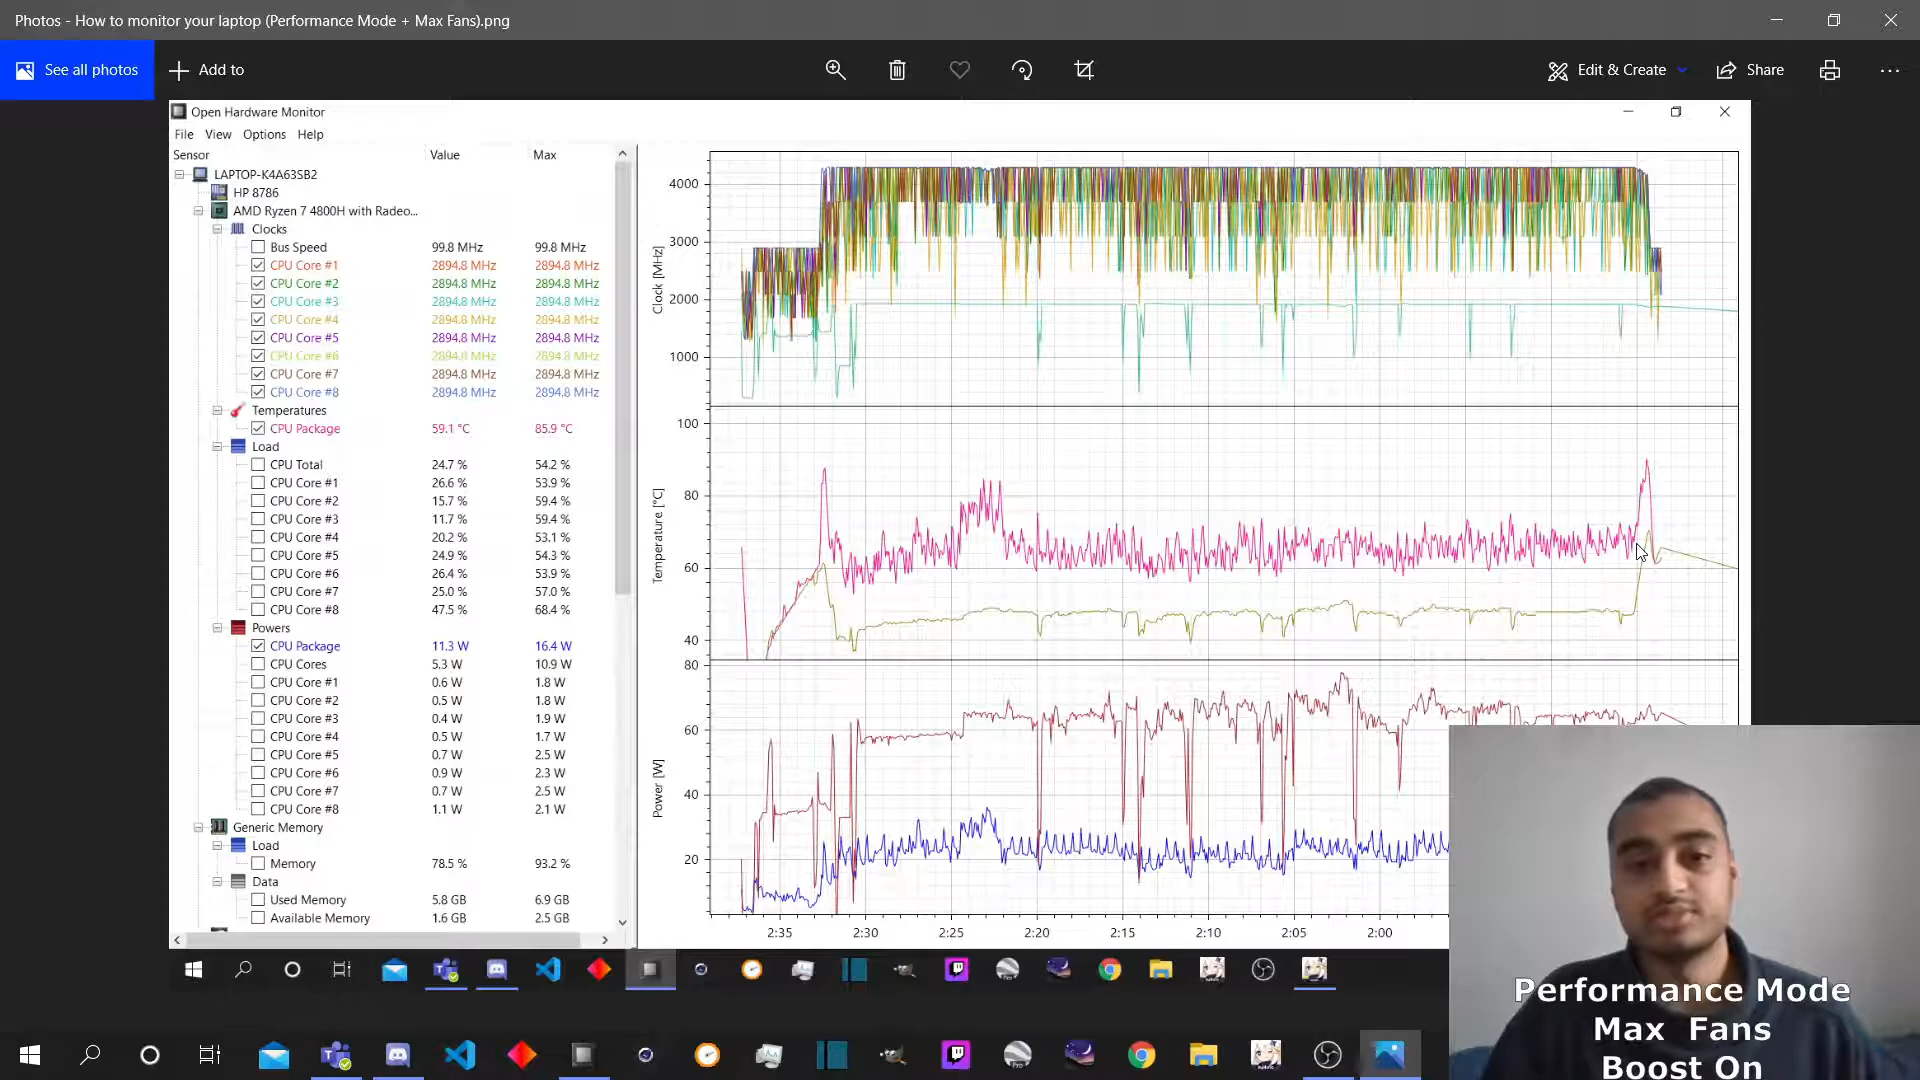 Photos - How to monitor your laptop (Performance Mode + Max Fans).png
See all photos
Add to
Edit & Create
Share
Open Hardware Monitor
File View Options Help
Sensor Value Max
LAPTOP-K4A63SB2
HP 8786
AMD Ryzen 7 4800H with Radeo...
Clocks
Bus Speed 99.8 MHz 99.8 MHz
CPU Core #1 2894.8 MHz 2894.8 MHz
CPU Core #2 2894.8 MHz 2894.8 MHz
CPU Core #3 2894.8 MHz 2894.8 MHz
CPU Core #4 2894.8 MHz 2894.8 MHz
CPU Core #5 2894.8 MHz 2894.8 MHz
CPU Core #6 2894.8 MHz 2894.8 MHz
CPU Core #7 2894.8 MHz 2894.8 MHz
CPU Core #8 2894.8 MHz 2894.8 MHz
Temperatures
CPU Package 59.1 °C 85.9 °C
Load
CPU Total 24.7 % 54.2 %
CPU Core #1 26.6 % 53.9 %
CPU Core #2 15.7 % 59.4 %
CPU Core #3 11.7 % 59.4 %
CPU Core #4 20.2 % 53.1 %
CPU Core #5 24.9 % 54.3 %
CPU Core #6 26.4 % 53.9 %
CPU Core #7 25.0 % 57.0 %
CPU Core #8 47.5 % 68.4 %
Powers
CPU Package 11.3 W 16.4 W
CPU Cores 5.3 W 10.9 W
CPU Core #1 0.6 W 1.8 W
CPU Core #2 0.5 W 1.8 W
CPU Core #3 0.4 W 1.9 W
CPU Core #4 0.5 W 1.7 W
CPU Core #5 0.7 W 2.5 W
CPU Core #6 0.9 W 2.3 W
CPU Core #7 0.7 W 2.5 W
CPU Core #8 1.1 W 2.1 W
Generic Memory
Load
Memory 78.5 % 93.2 %
Data
Used Memory 5.8 GB 6.9 GB
Available Memory 1.6 GB 2.5 GB
Clock [MHz]
4000
3000
2000
1000
Temperature [°C]
100
80
60
40
Power [W]
80
60
40
20
2:35 2:30 2:25 2:20 2:15 2:10 2:05 2:00
Performance Mode
Max Fans
Boost On